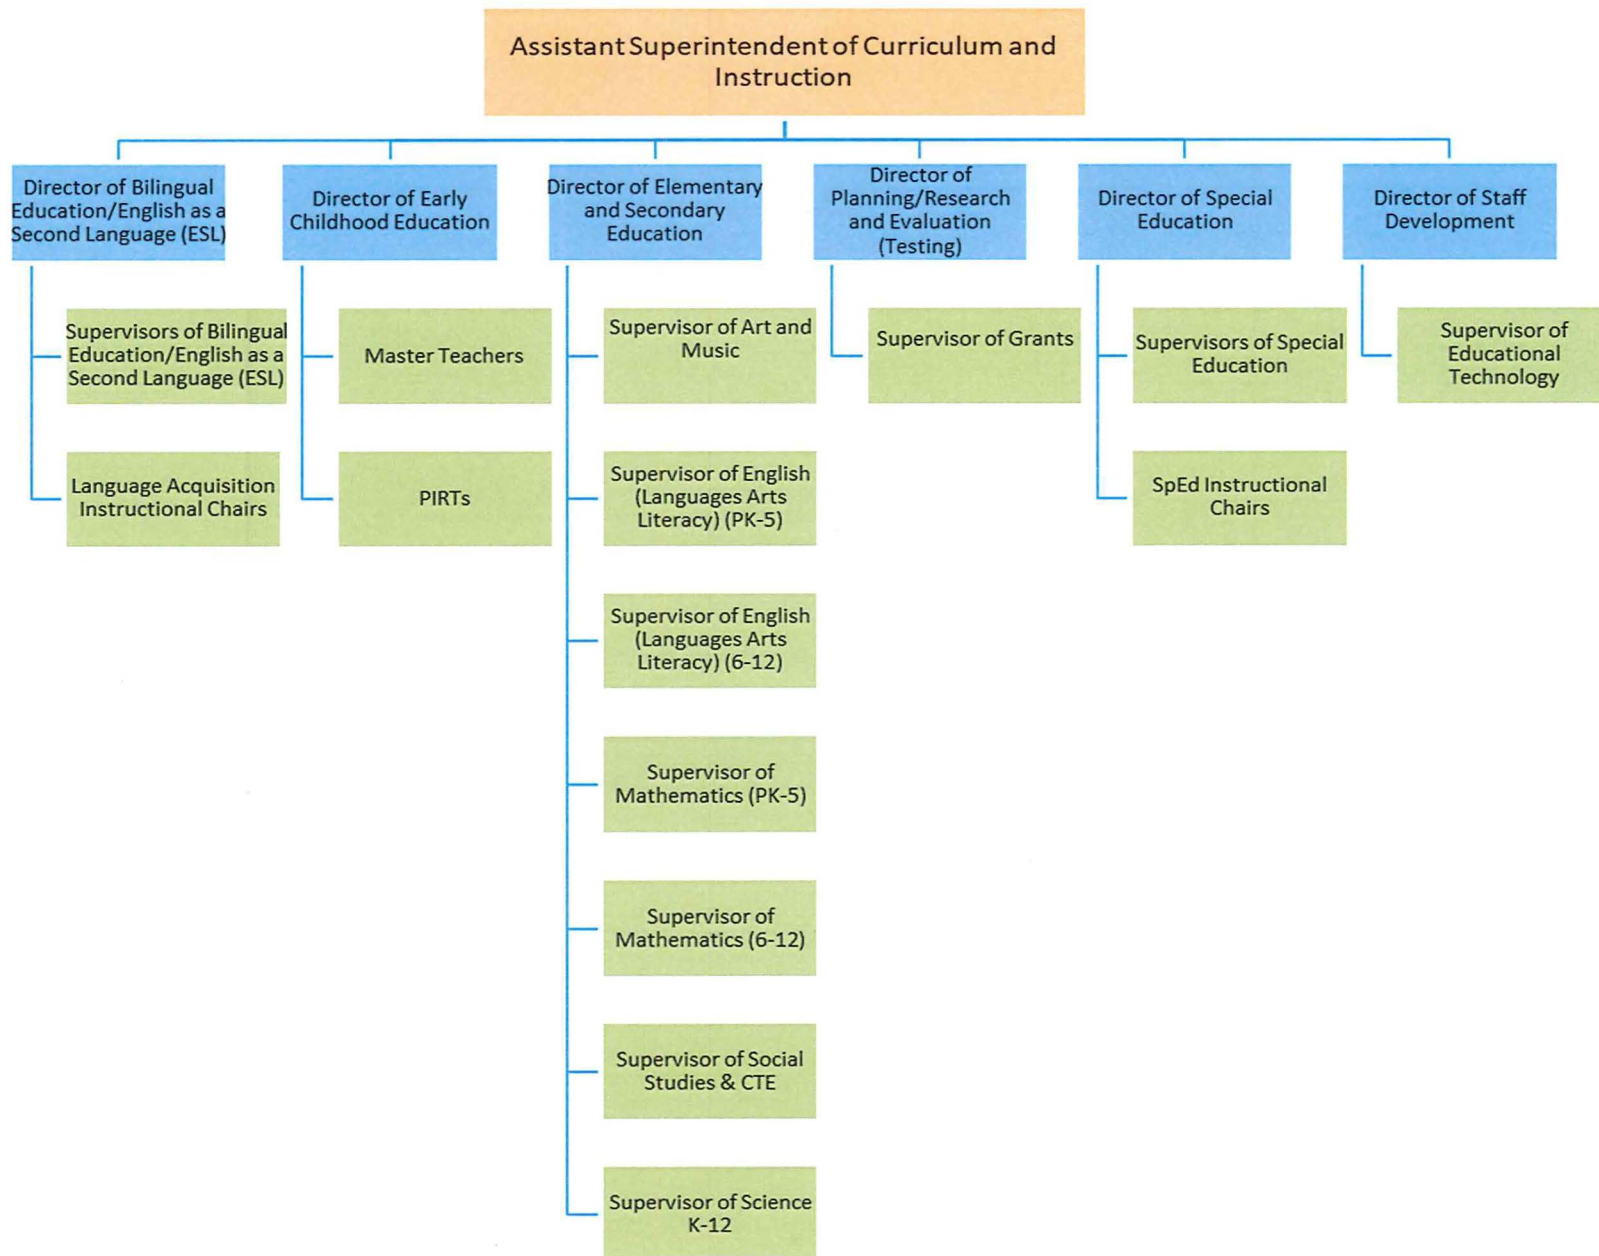 Assistant Superintendent of Curriculum and
Instruction
Director of Bilingual
Education/English as a
Second Language (ESL)
Director of Early
Childhood Education
Director of Elementary
and Secondary
Education
Director of
Planning/Research
and Evaluation
(Testing)
Director of Special
Education
Director of Staff
Development
Supervisors of Bilingual
Education/English as a
Second Language (ESL)
Language Acquisition
Instructional Chairs
Master Teachers
PIRTs
Supervisor of Art and
Music
Supervisor of English
(Languages Arts
Literacy) (PK-5)
Supervisor of English
(Languages Arts
Literacy) (6-12)
Supervisor of
Mathematics (PK-5)
Supervisor of
Mathematics (6-12)
Supervisor of Social
Studies & CTE
Supervisor of Science
K-12
Supervisor of Grants
Supervisors of Special
Education
SpEd Instructional
Chairs
Supervisor of
Educational
Technology